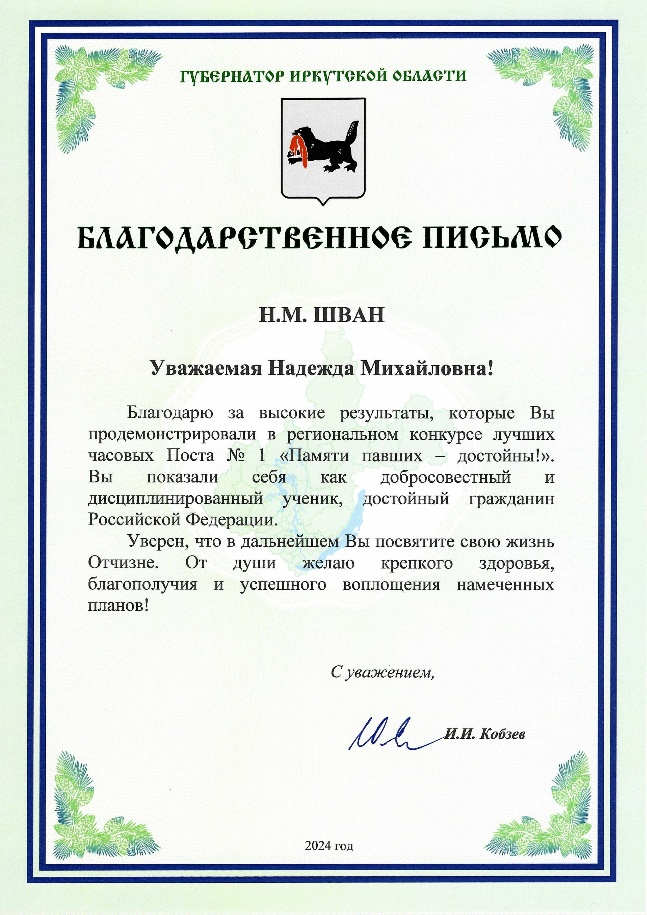 ГУБЕРНАТОР ИРКУТСКОЙ ОБЛАСТИ
БЛАГОДАРСТВЕННОЕ ПИСЬМО
Н.М. ШВАН
Уважаемая Надежда Михайловна!
Благодарю за высокие результаты, которые Вы
продемонстрировали в региональном конкурсе лучших
часовых Поста № 1 «Памяти павших – достойны!».
Вы показали себя как добросовестный и
дисциплинированный ученик, достойный гражданин
Российской Федерации.
Уверен, что в дальнейшем Вы посвятите свою жизнь
Отчизне. От души желаю крепкого здоровья,
благополучия и успешного воплощения намеченных
планов!
С уважением,
И.И. Кобзев
2024 год